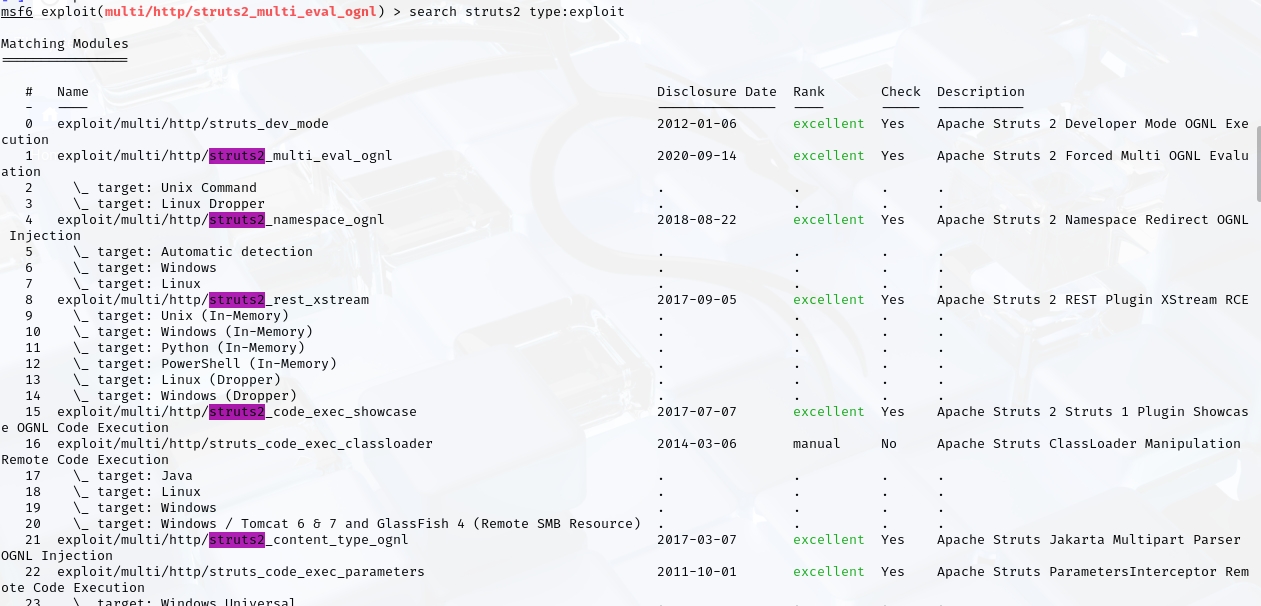 msf6 exploit(multi/http/struts2_multi_eval_ognl) > search struts2 type:exploit
Matching Modules
================
#  Name  Disclosure Date  Rank  Check  Description
-  ----  ---------------  ----  -----  -----------
0  exploit/multi/http/struts_dev_mode  2012-01-06  excellent  Yes  Apache Struts 2 Developer Mode OGNL Exe
cution
1  exploit/multi/http/struts2_multi_eval_ognl  2020-09-14  excellent  Yes  Apache Struts 2 Forced Multi OGNL Evalu
ation
2  \_ target: Unix Command  .  .  .  .
3  \_ target: Linux Dropper  .  .  .  .
4  exploit/multi/http/struts2_namespace_ognl  2018-08-22  excellent  Yes  Apache Struts 2 Namespace Redirect OGNL
Injection
5  \_ target: Automatic detection  .  .  .  .
6  \_ target: Windows  .  .  .  .
7  \_ target: Linux  .  .  .  .
8  exploit/multi/http/struts2_rest_xstream  2017-09-05  excellent  Yes  Apache Struts 2 REST Plugin XStream RCE
9  \_ target: Unix (In-Memory)  .  .  .  .
10  \_ target: Windows (In-Memory)  .  .  .  .
11  \_ target: Python (In-Memory)  .  .  .  .
12  \_ target: PowerShell (In-Memory)  .  .  .  .
13  \_ target: Linux (Dropper)  .  .  .  .
14  \_ target: Windows (Dropper)  .  .  .  .
15  exploit/multi/http/struts2_code_exec_showcase  2017-07-07  excellent  Yes  Apache Struts 2 Struts 1 Plugin Showcas
e OGNL Code Execution
16  exploit/multi/http/struts_code_exec_classloader  2014-03-06  manual  No  Apache Struts ClassLoader Manipulation
Remote Code Execution
17  \_ target: Java  .  .  .  .
18  \_ target: Linux  .  .  .  .
19  \_ target: Windows  .  .  .  .
20  \_ target: Windows / Tomcat 6 & 7 and GlassFish 4 (Remote SMB Resource)  .  .  .  .
21  exploit/multi/http/struts2_content_type_ognl  2017-03-07  excellent  Yes  Apache Struts Jakarta Multipart Parser
OGNL Injection
22  exploit/multi/http/struts_code_exec_parameters  2011-10-01  excellent  Yes  Apache Struts ParametersInterceptor Rem
ote Code Execution
23  \_ target: Windows Universal  .  .  .  .